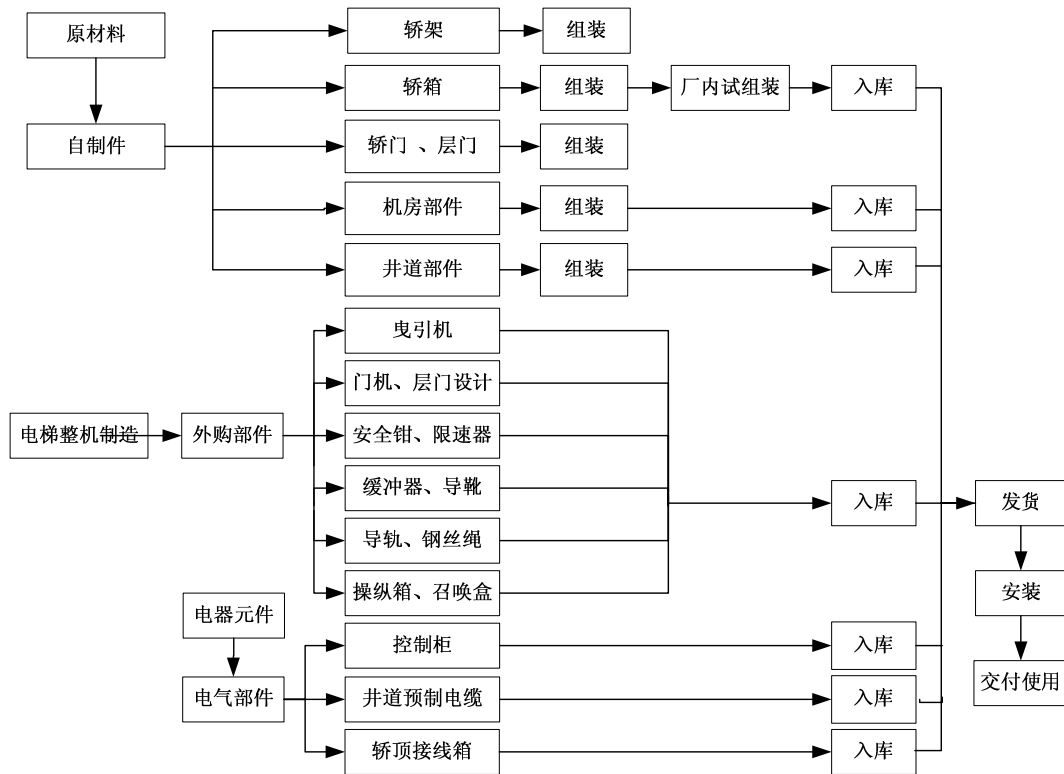 原材料
轿架
组装
轿箱
组装
厂内试组装
入库
自制件
轿门 、层门
组装
机房部件
组装
入库
井道部件
组装
入库
曳引机
门机、层门设计
电梯整机制造
外购部件
安全钳、限速器
缓冲器、导靴
入库
发货
导轨、钢丝绳
操纵箱、召唤盒
安装
电器元件
控制柜
入库
电气部件
井道预制电缆
入库
交付使用
轿顶接线箱
入库